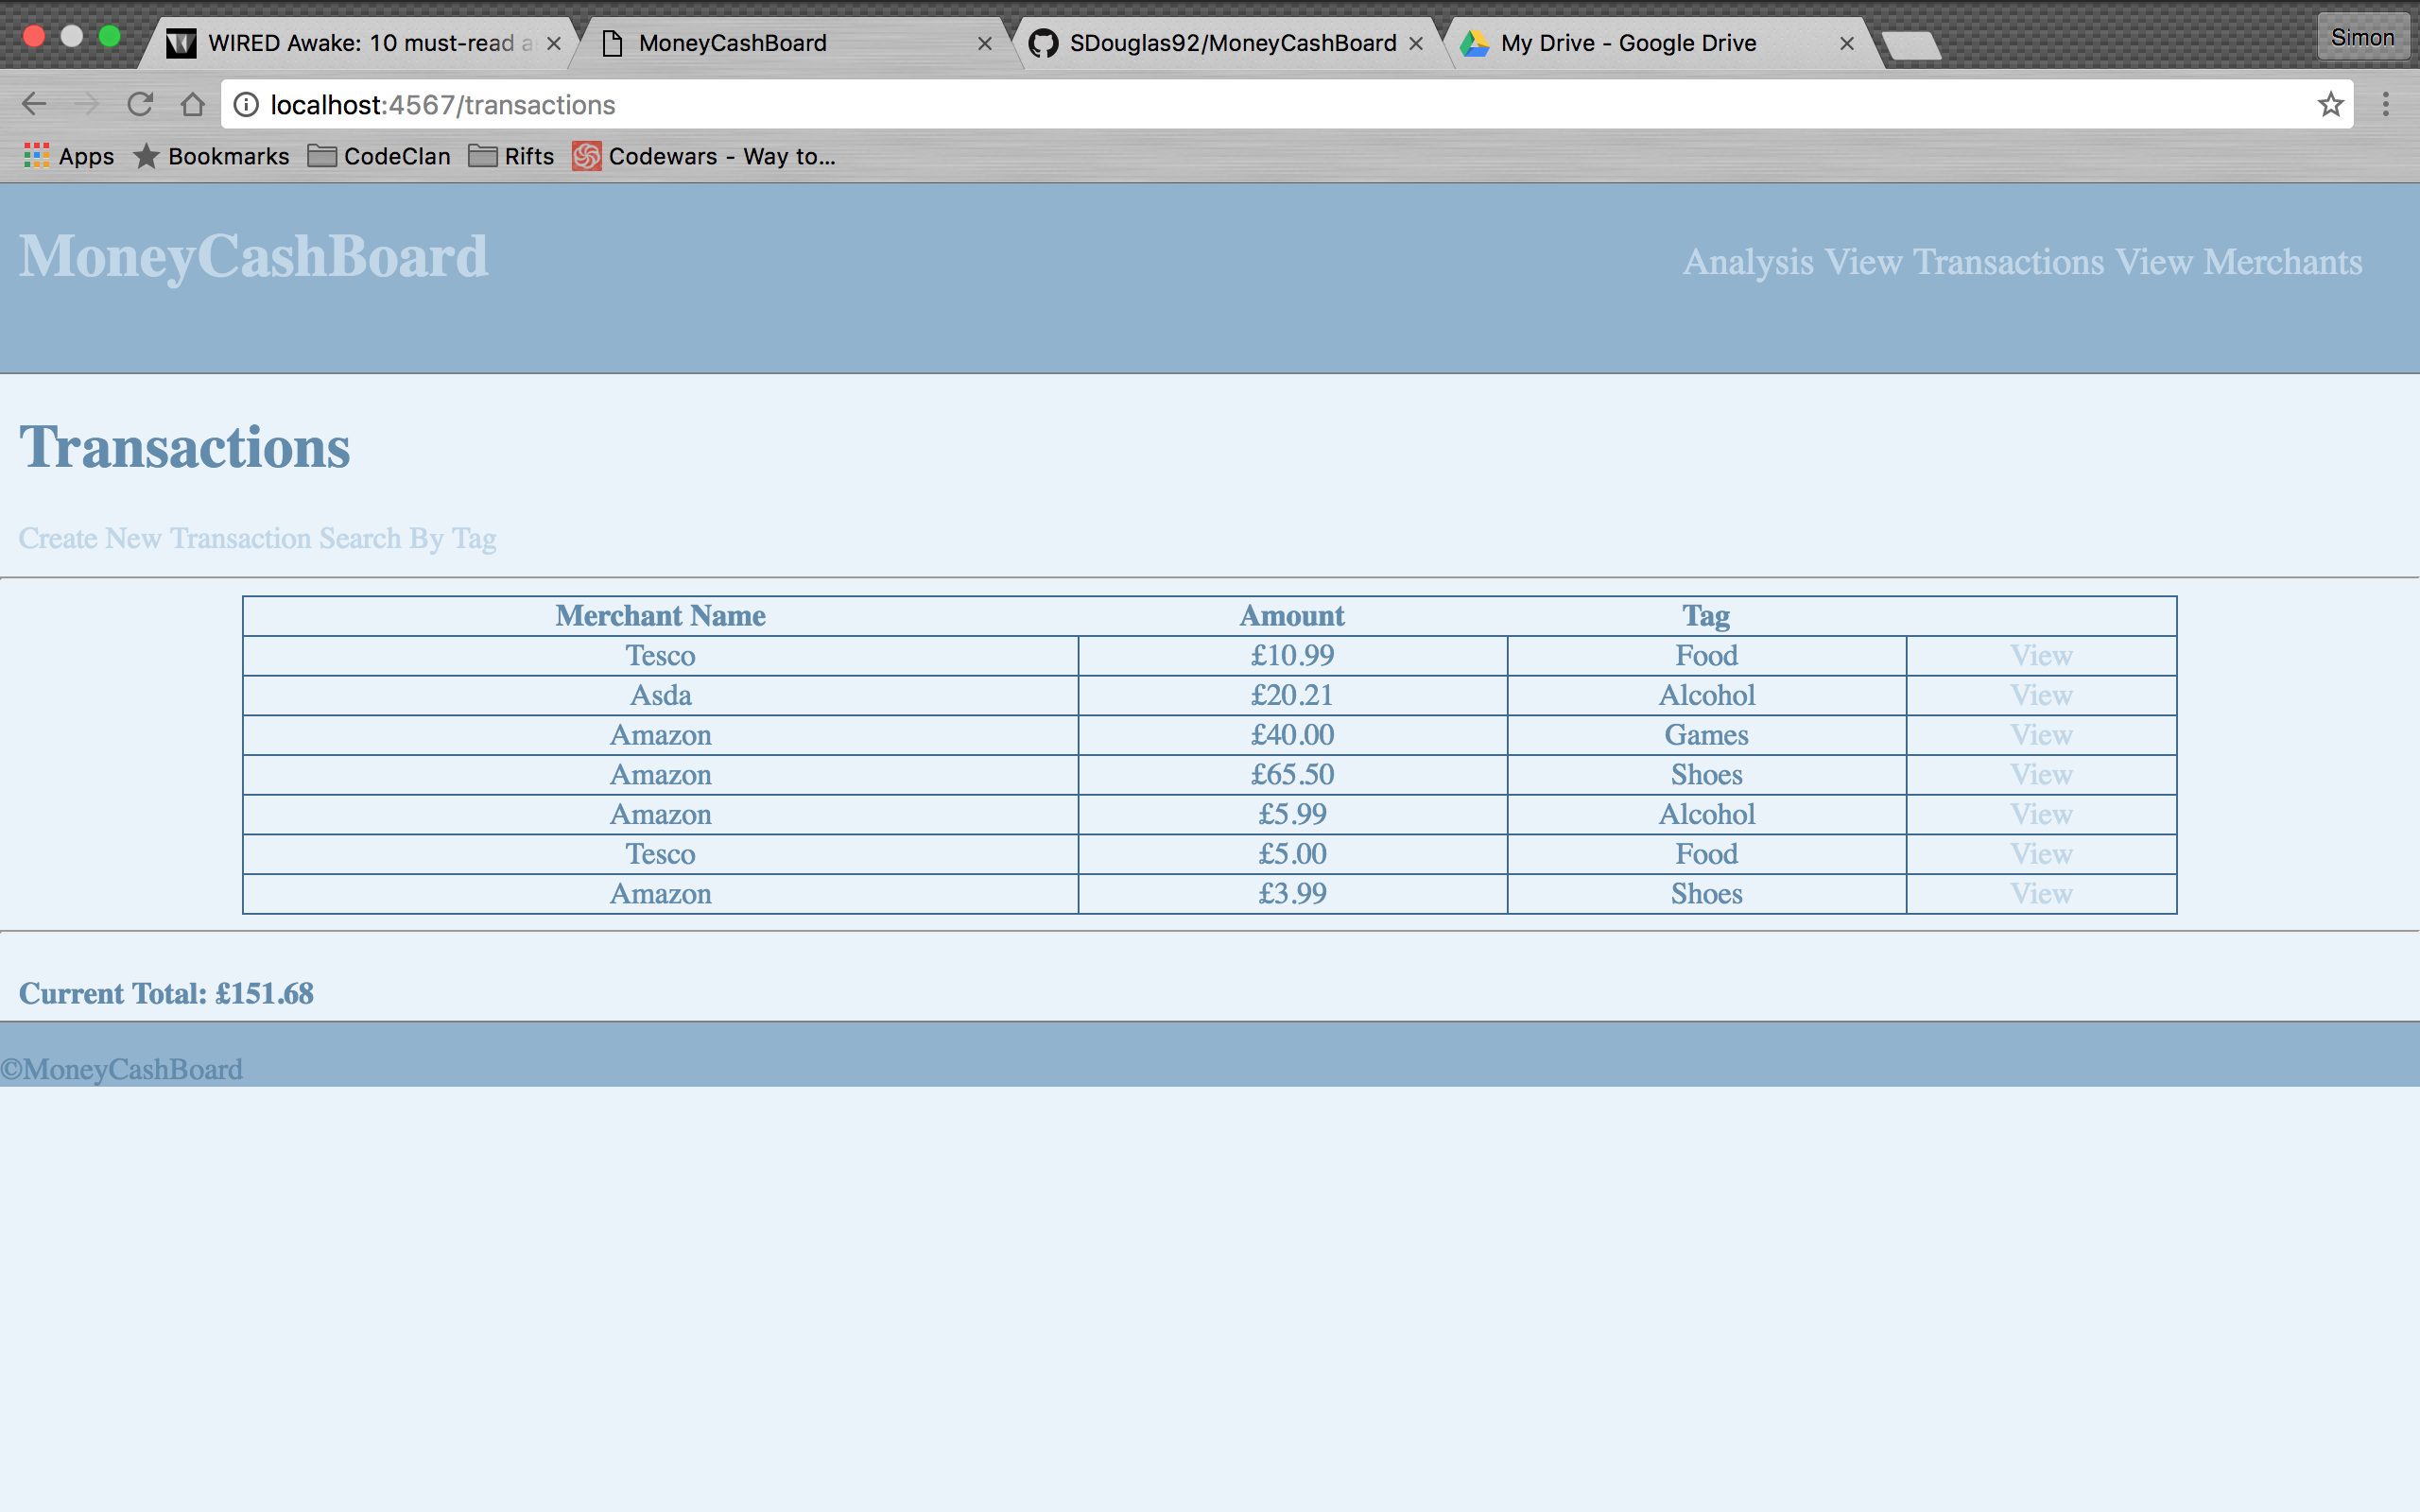 WIRED Awake: 10 must-read a
MoneyCashBoard
SDouglas92/MoneyCashBoard
My Drive - Google Drive
Simon
localhost:4567/transactions
Apps Bookmarks CodeClan Rifts Codewars - Way to...
MoneyCashBoard
Analysis View Transactions View Merchants
Transactions
Create New Transaction Search By Tag
Merchant Name Amount Tag
Tesco £10.99 Food View
Asda £20.21 Alcohol View
Amazon £40.00 Games View
Amazon £65.50 Shoes View
Amazon £5.99 Alcohol View
Tesco £5.00 Food View
Amazon £3.99 Shoes View
Current Total: £151.68
©MoneyCashBoard